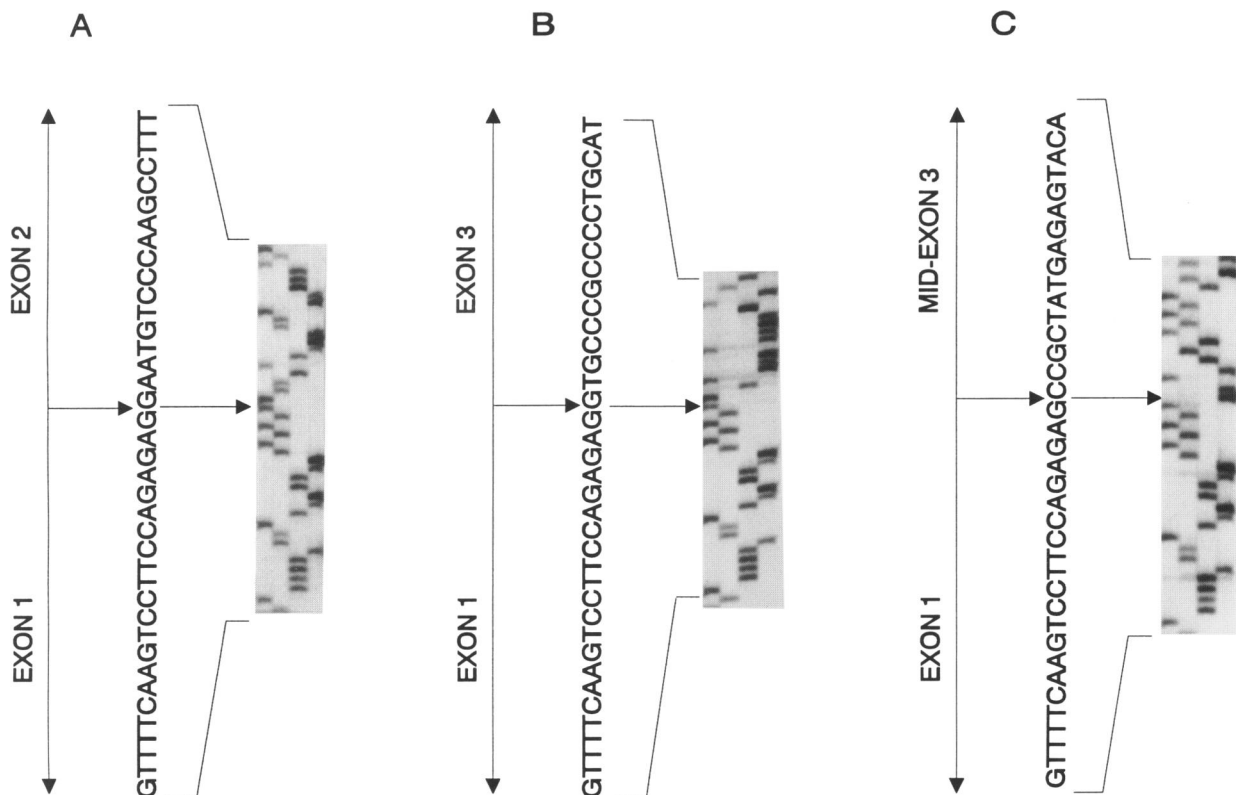 A
B
C
EXON 1
EXON 2
GTTTTCAAGTCCTTCCAGAGAGGAATGTCCCAAGCCTTT
EXON 1
EXON 3
GTTTTCAAGTCCTTCCAGAGAGGTGCCCGCCCCTGCAT
EXON 1
MID-EXON 3
GTTTTCAAGTCCTTCCAGAGAGCCGCTATGAGAGTACA